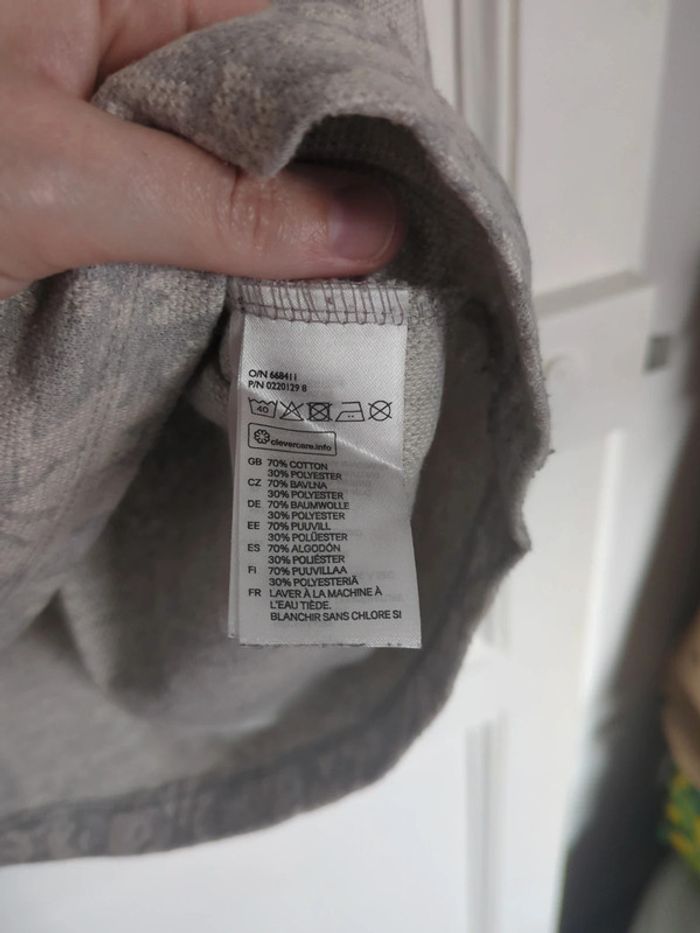 O/N 668411
P/N 0220129 8
40
clevercare.info
GB 70% COTTON
30% POLYESTER
CZ 70% BAVLNA
30% POLYESTER
DE 70% BAUMWOLLE
30% POLYESTER
EE 70% PUUVILL
30% POLÜESTER
ES 70% ALGODÓN
30% POLIÉSTER
FI 70% PUUVILLAA
30% POLYESTERIÄ
FR LAVER À LA MACHINE À
L'EAU TIÈDE.
BLANCHIR SANS CHLORE SI